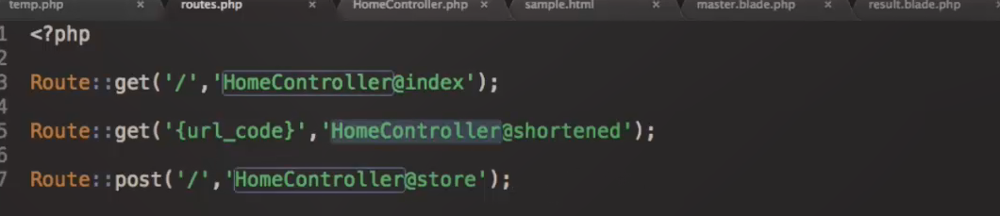 temp.php × routes.php × HomeController.php × sample.html × master.blade.php × result.blade.php ×
1 <?php
2
3 Route::get('/','HomeController@index');
4
5 Route::get('{url_code}','HomeController@shortened');
6
7 Route::post('/','HomeController@store');